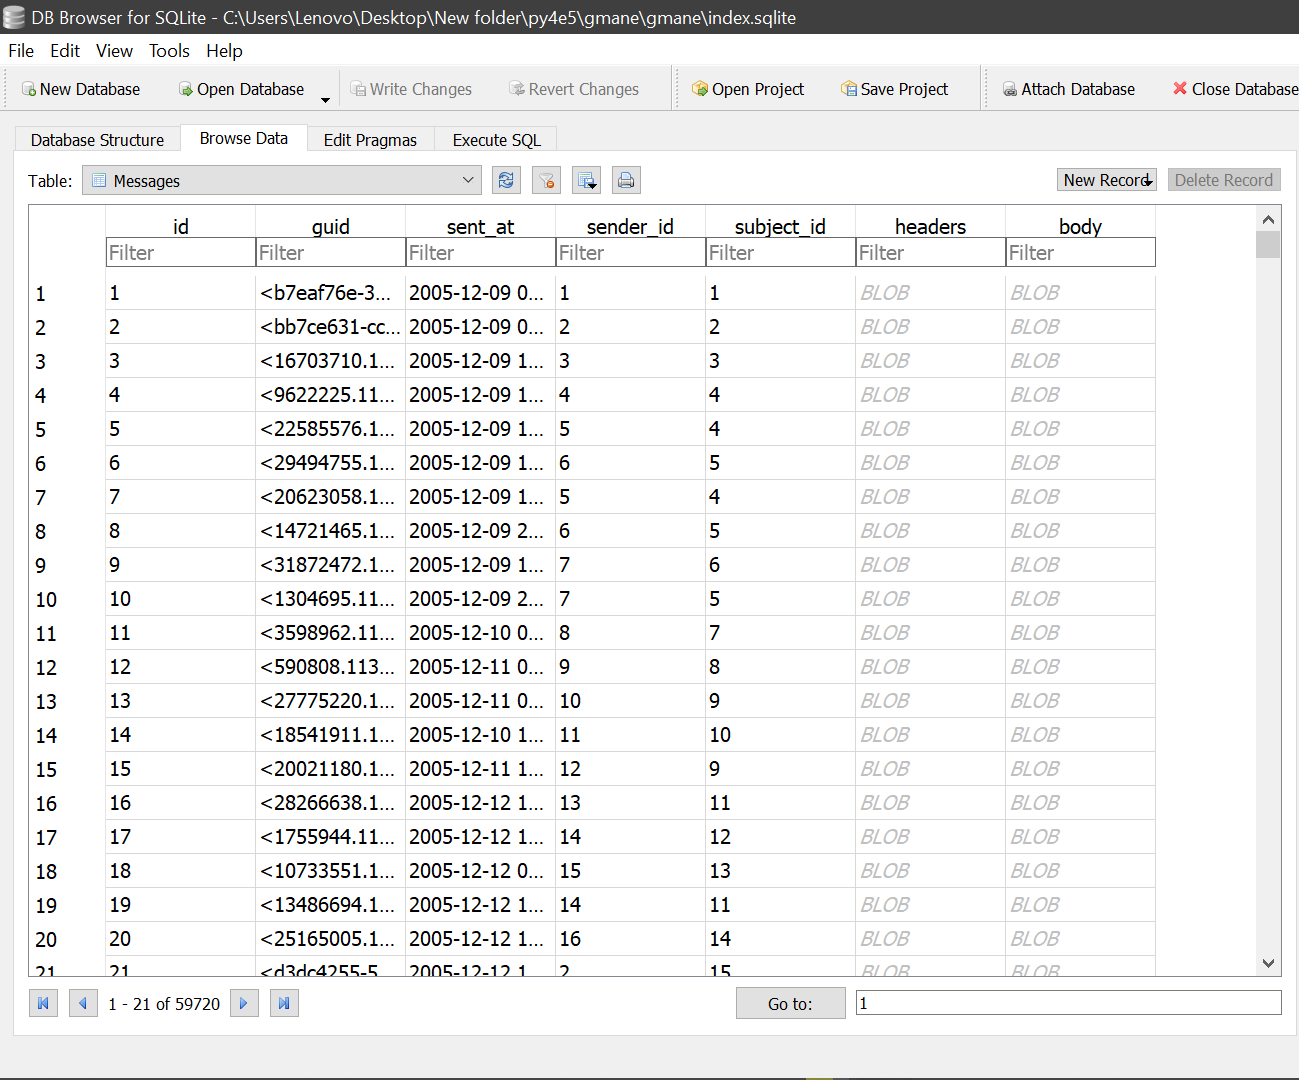 DB Browser for SQLite - C:\Users\Lenovo\Desktop\New folder\py4e5\gmane\gmane\index.sqlite
File Edit View Tools Help
New Database Open Database Write Changes Revert Changes Open Project Save Project Attach Database Close Database
Database Structure Browse Data Edit Pragmas Execute SQL
Table: Messages New Record Delete Record
id guid sent_at sender_id subject_id headers body
Filter Filter Filter Filter Filter Filter Filter
1 1 <b7eaf76e-3... 2005-12-09 0... 1 1 BLOB BLOB
2 2 <bb7ce631-cc... 2005-12-09 0... 2 2 BLOB BLOB
3 3 <16703710.1... 2005-12-09 1... 3 3 BLOB BLOB
4 4 <9622225.11... 2005-12-09 1... 4 4 BLOB BLOB
5 5 <22585576.1... 2005-12-09 1... 5 4 BLOB BLOB
6 6 <29494755.1... 2005-12-09 1... 6 5 BLOB BLOB
7 7 <20623058.1... 2005-12-09 1... 5 4 BLOB BLOB
8 8 <14721465.1... 2005-12-09 2... 6 5 BLOB BLOB
9 9 <31872472.1... 2005-12-09 1... 7 6 BLOB BLOB
10 10 <1304695.11... 2005-12-09 2... 7 5 BLOB BLOB
11 11 <3598962.11... 2005-12-10 0... 8 7 BLOB BLOB
12 12 <590808.113... 2005-12-11 0... 9 8 BLOB BLOB
13 13 <27775220.1... 2005-12-11 0... 10 9 BLOB BLOB
14 14 <18541911.1... 2005-12-10 1... 11 10 BLOB BLOB
15 15 <20021180.1... 2005-12-11 1... 12 9 BLOB BLOB
16 16 <28266638.1... 2005-12-12 1... 13 11 BLOB BLOB
17 17 <1755944.11... 2005-12-12 1... 14 12 BLOB BLOB
18 18 <10733551.1... 2005-12-12 0... 15 13 BLOB BLOB
19 19 <13486694.1... 2005-12-12 1... 14 11 BLOB BLOB
20 20 <25165005.1... 2005-12-12 1... 16 14 BLOB BLOB
21 21 <d3dc4255-5... 2005-12-12 1... 2 15 BLOB BLOB
1 - 21 of 59720 Go to: 1